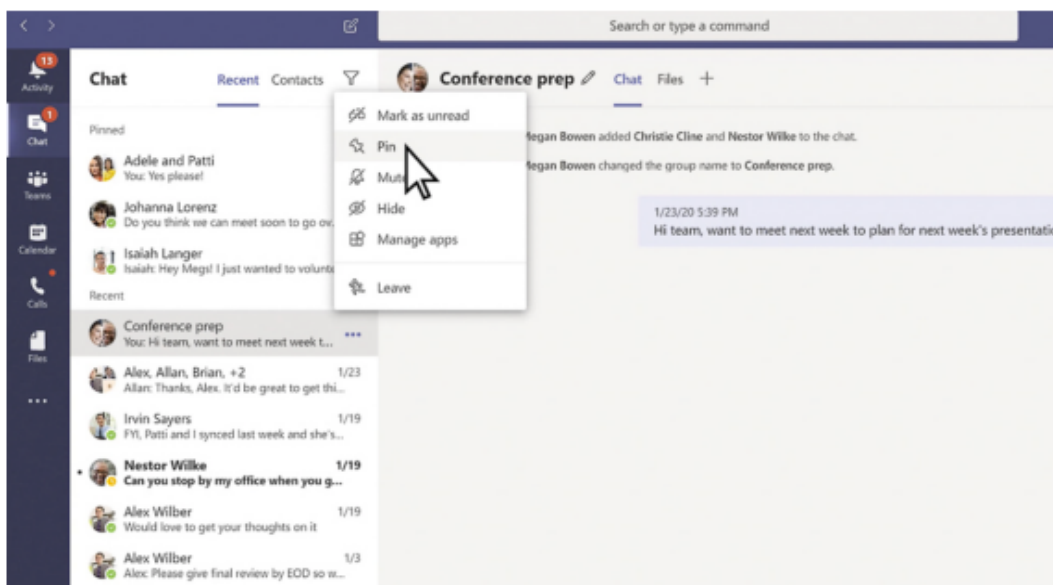 Search or type a command
13
Activity
1
Chat
Teams
Calendar
Calls
Files
Chat
Recent Contacts
Pinned
Adele and Patti
You: Yes please!
Johanna Lorenz
Do you think we can meet soon to go ov...
Isaiah Langer
Isaiah: Hey Megs! I just wanted to
Recent
Conference prep
You: Hi team, want to meet next week t...
Alex, Allan, Brian, +2 1/23
Allan: Thanks, Alex. It'd be great to get thi...
Irvin Sayers 1/19
FYI, Patti and I synced last week and she's...
Nestor Wilke 1/19
Can you stop by my office when you g...
Alex Wilber 1/19
Would love to get your thoughts on it
Alex Wilber 1/3
Alex: Please give final review by EOD so w...
Mark as unread
Pin
Mute
Hide
Manage apps
Leave
Conference prep Chat Files
Megan Bowen added Christie Cline and Nestor Wilke to the chat.
Megan Bowen changed the group name to Conference prep.
1/23/20 5:39 PM
Hi team, want to meet next week to plan for next week's